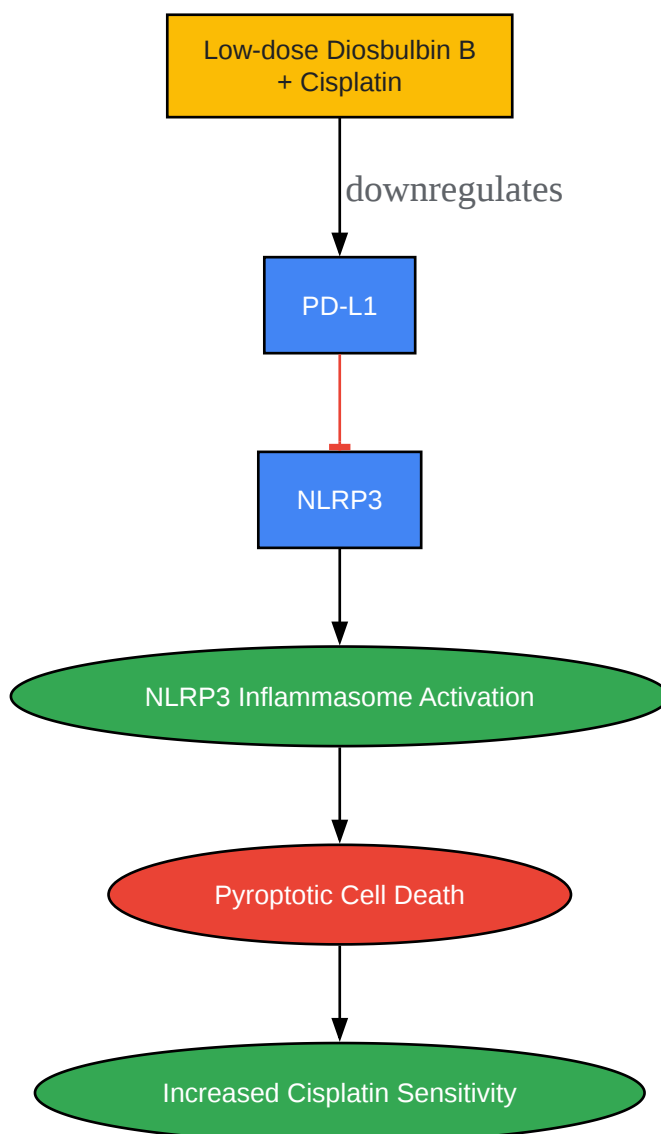 Low-dose Diosbulbin B
+ Cisplatin
downregulates
PD-L1
NLRP3
NLRP3 Inflammasome Activation
Pyroptotic Cell Death
Increased Cisplatin Sensitivity